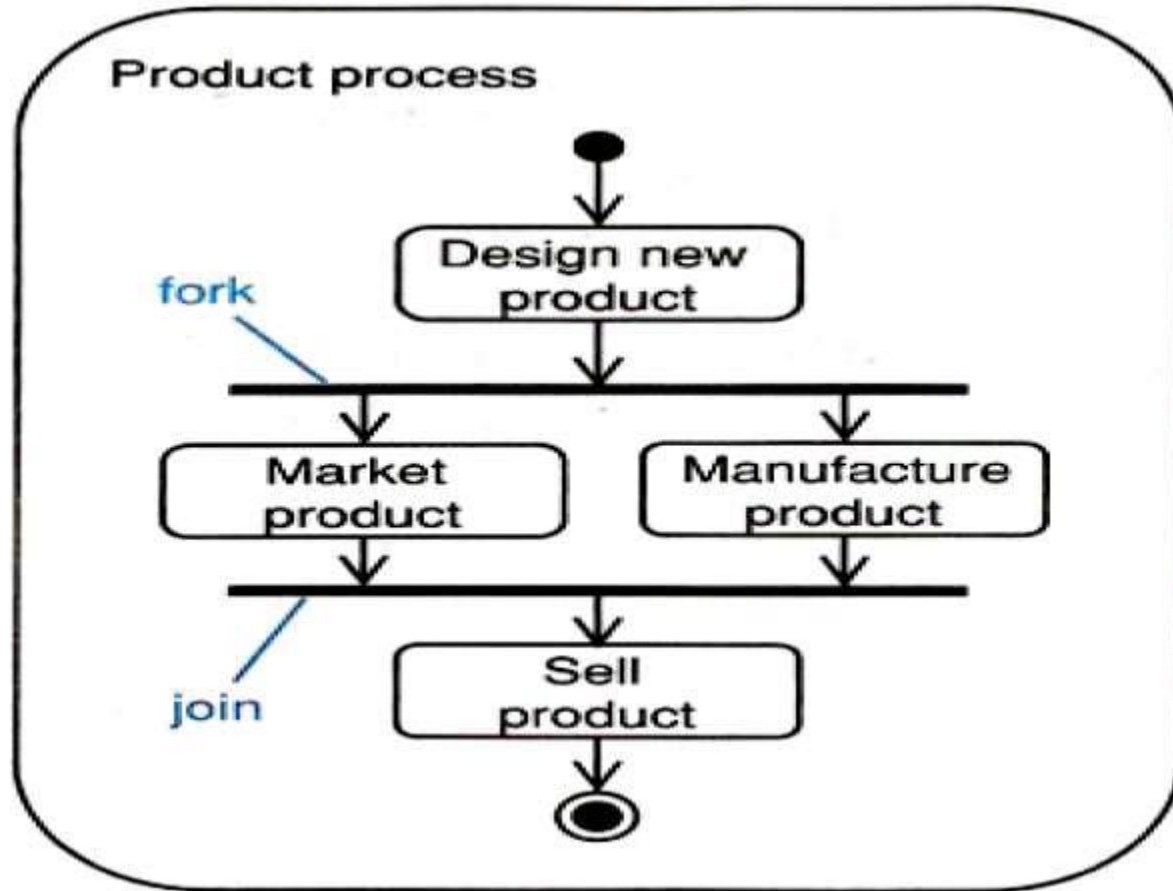 Product process
Design new
product
fork
Market
product
Manufacture
product
join
Sell
product